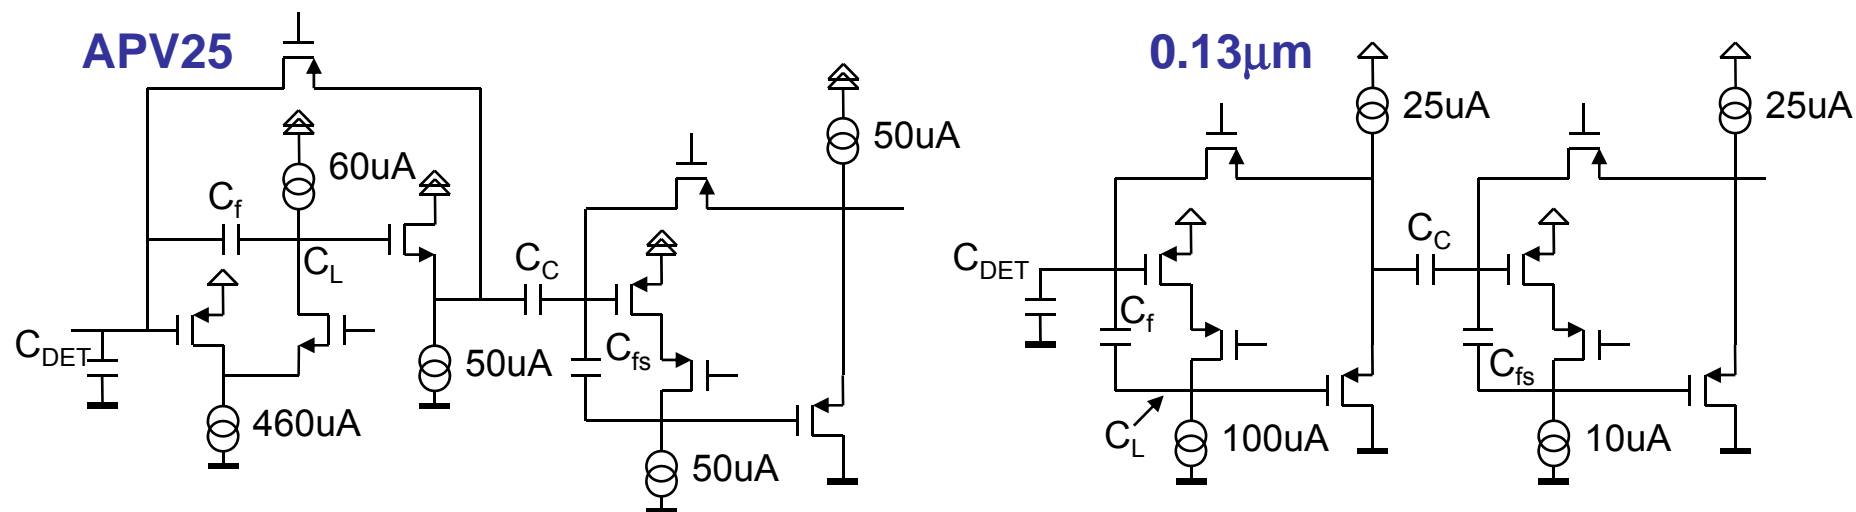 APV25
60uA
Cf
CL
CDET
460uA
50uA
CC
Cfs
50uA
50uA
0.13μm
25uA
25uA
CDET
Cf
CL
100uA
CC
Cfs
10uA